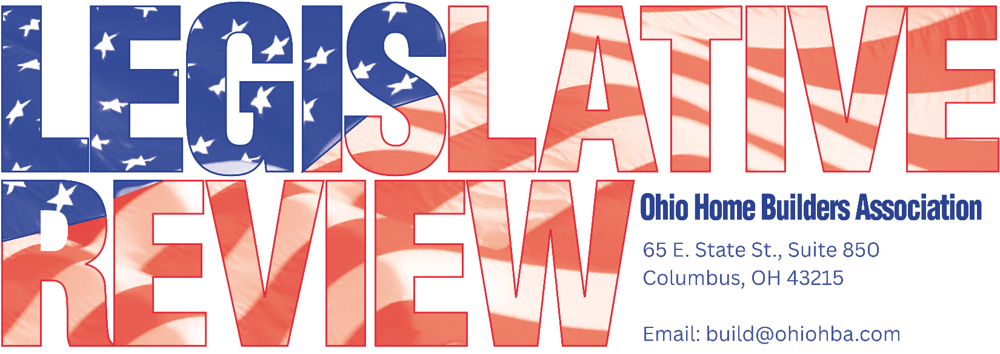 LEGISLATIVE
REVIEW
Ohio Home Builders Association
65 E. State St., Suite 850
Columbus, OH 43215
Email: build@ohiohba.com